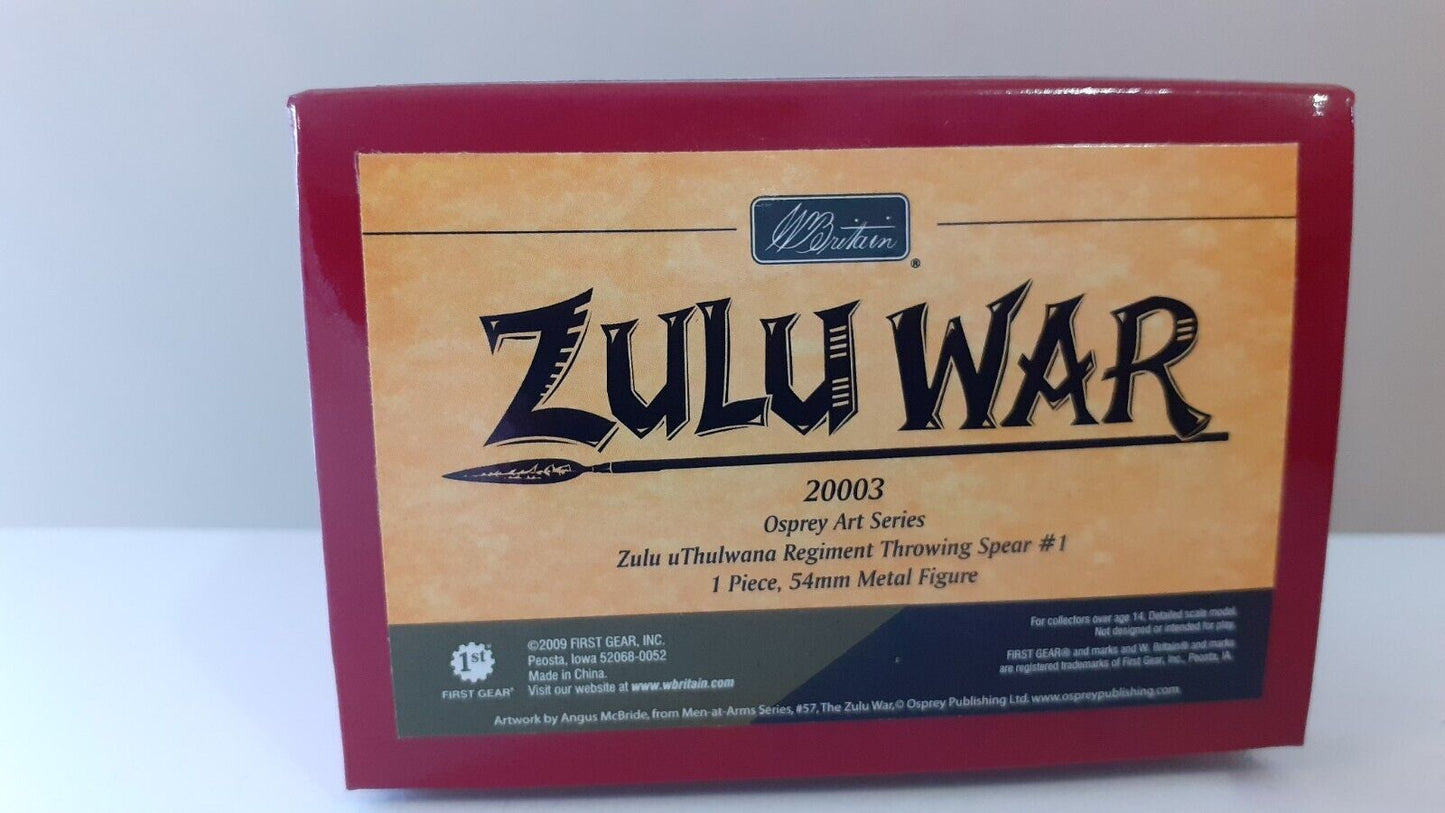 W Britain ®
ZULU WAR
20003
Osprey Art Series
Zulu uThulwana Regiment Throwing Spear #1
1 Piece, 54mm Metal Figure
1st
FIRST GEAR®
©2009 FIRST GEAR, INC.
Peosta, Iowa 52068-0052
Made in China.
Visit our website at www.wbritain.com
For collectors over age 14. Detailed scale model.
Not designed or intended for play.
FIRST GEAR® and marks and W. Britain® and marks
are registered trademarks of First Gear, Inc., Peosta, IA.
Artwork by Angus McBride, from Men-at-Arms Series, #57, The Zulu War,© Osprey Publishing Ltd. www.ospreypublishing.com